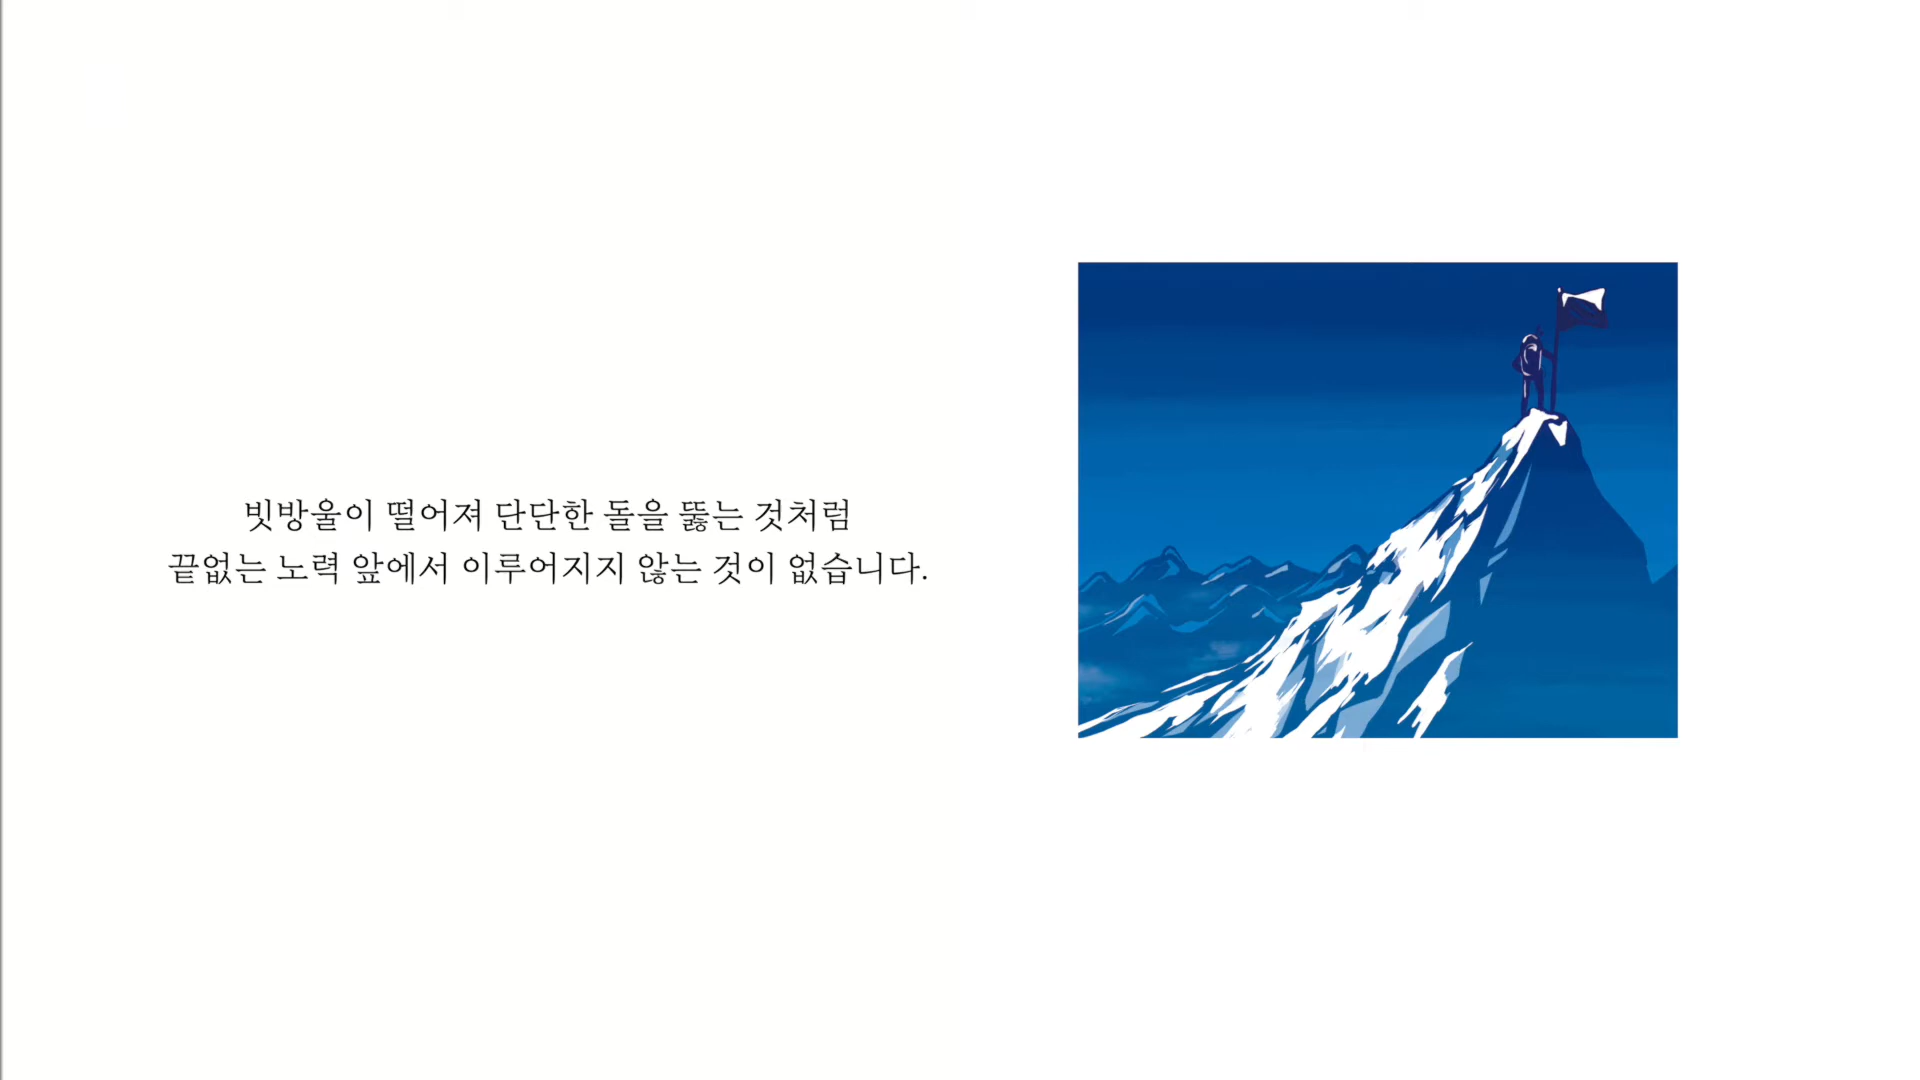 빗방울이 떨어져 단단한 돌을 뚫는 것처럼
끝없는 노력 앞에서 이루어지지 않는 것이 없습니다.